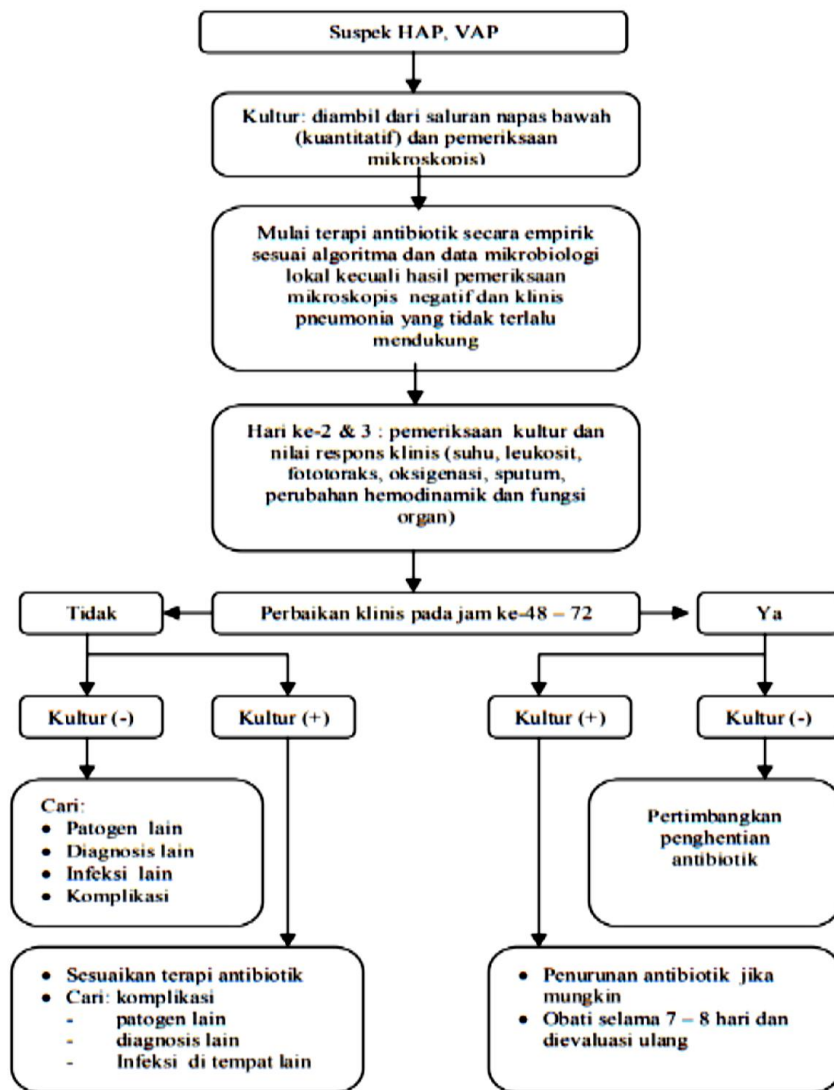 Suspek HAP, VAP
Kultur: diambil dari saluran napas bawah
(kuantitatif) dan pemeriksaan
mikroskopis)
Mulai terapi antibiotik secara empirik
sesuai algoritma dan data mikrobiologi
lokal kecuali hasil pemeriksaan
mikroskopis negatif dan klinis
pneumonia yang tidak terlalu
mendukung
Hari ke-2 & 3 : pemeriksaan kultur dan
nilai respons klinis (suhu, leukosit,
fototoraks, oksigenasi, sputum,
perubahan hemodinamik dan fungsi
organ)
Tidak
Perbaikan klinis pada jam ke-48 – 72
Ya
Kultur (-)
Kultur (+)
Kultur (+)
Kultur (-)
Cari:
• Patogen lain
• Diagnosis lain
• Infeksi lain
• Komplikasi
Pertimbangkan
penghentian
antibiotik
• Sesuaikan terapi antibiotik
• Cari: komplikasi
- patogen lain
- diagnosis lain
- Infeksi di tempat lain
• Penurunan antibiotik jika
mungkin
• Obati selama 7 – 8 hari dan
dievaluasi ulang